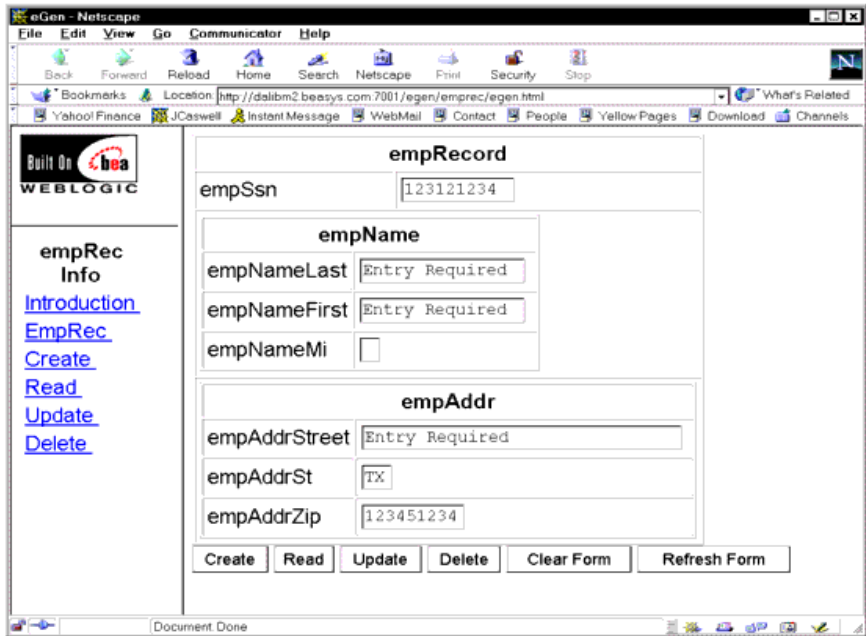 eGen - Netscape
File Edit View Go Communicator Help
Back Forward Reload Home Search Netscape Print Security Stop
N
Bookmarks Location: http://dalibm2.beasys.com:7001/egen/emprec/egen.html What's Related
Yahoo! Finance JCaswell Instant Message WebMail Contact People Yellow Pages Download Channels
Built On bea
WEBLOGIC
empRec
Info
Introduction
EmpRec
Create
Read
Update
Delete
empRecord
empSsn 123121234
empName
empNameLast Entry Required
empNameFirst Entry Required
empNameMi
empAddr
empAddrStreet Entry Required
empAddrSt TX
empAddrZip 123451234
Create Read Update Delete Clear Form Refresh Form
Document: Done